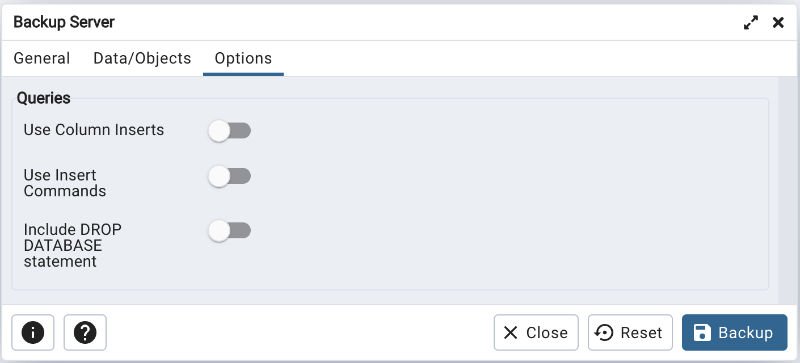 Backup Server
General Data/Objects Options
Queries
Use Column Inserts
Use Insert
Commands
Include DROP
DATABASE
statement
Close Reset Backup